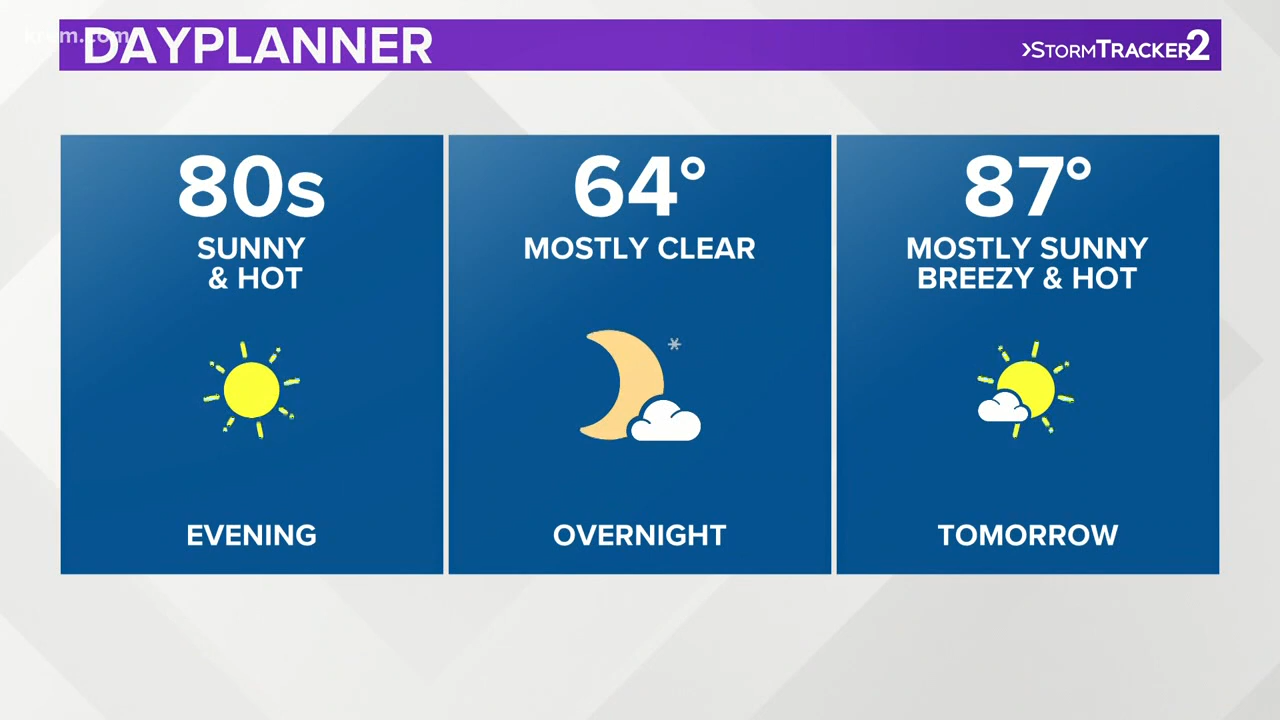 krem.com
DAYPLANNER
STORMTRACKER2
80s
SUNNY
& HOT
EVENING
64°
MOSTLY CLEAR
OVERNIGHT
87°
MOSTLY SUNNY
BREEZY & HOT
TOMORROW